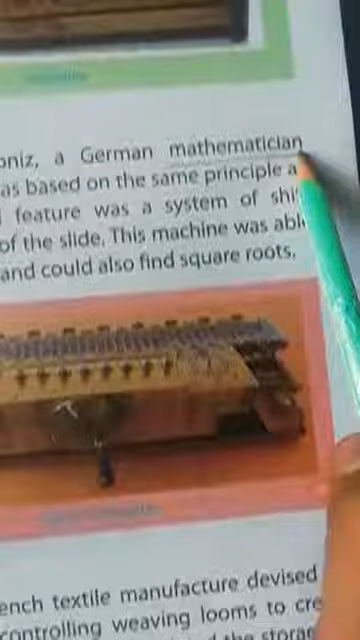 a German mathematician
as based on the same principle a
feature was a system of shi
of the slide. This machine was abl
and could also find square roots.
ench textile manufacture devised
controlling weaving looms to cre